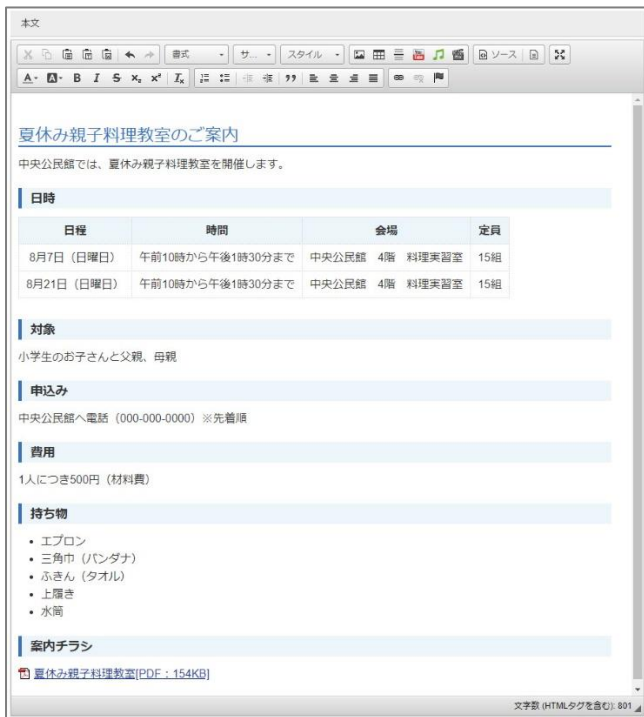 本文
書式 サ... スタイル ソース
A A B I S x₂ x² Tx
夏休み親子料理教室のご案内
中央公民館では、夏休み親子料理教室を開催します。
日時
日程 時間 会場 定員
8月7日（日曜日） 午前10時から午後1時30分まで 中央公民館 4階 料理実習室 15組
8月21日（日曜日） 午前10時から午後1時30分まで 中央公民館 4階 料理実習室 15組
対象
小学生のお子さんと父親、母親
申込み
中央公民館へ電話（000-000-0000）※先着順
費用
1人につき500円（材料費）
持ち物
• エプロン
• 三角巾（バンダナ）
• ふきん（タオル）
• 上履き
• 水筒
案内チラシ
夏休み親子料理教室[PDF：154KB]
文字数 (HTMLタグを含む): 801